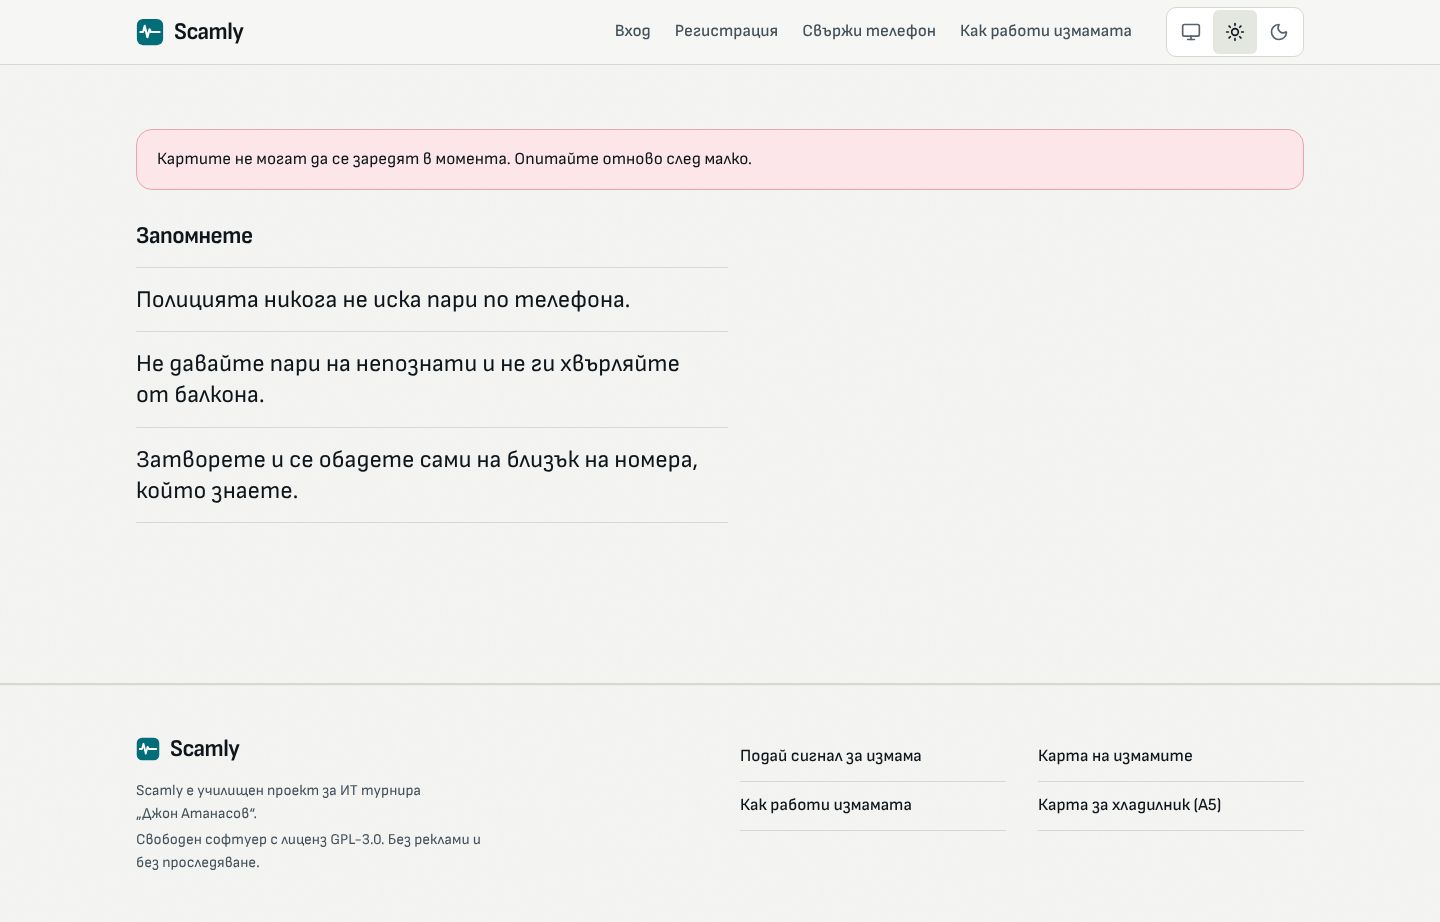 Scamly
Вход
Регистрация
Свържи телефон
Как работи измамата
Картите не могат да се заредят в момента. Опитайте отново след малко.
Запомнете
Полицията никога не иска пари по телефона.
Не давайте пари на непознати и не ги хвърляйте
от балкона.
Затворете и се обадете сами на близък на номера,
който знаете.
Scamly
Scamly е училищен проект за ИТ турнира
„Джон Атанасов“.
Свободен софтуер с лиценз GPL-3.0. Без реклами и
без проследяване.
Подай сигнал за измама
Карта на измамите
Как работи измамата
Карта за хладилник (А5)